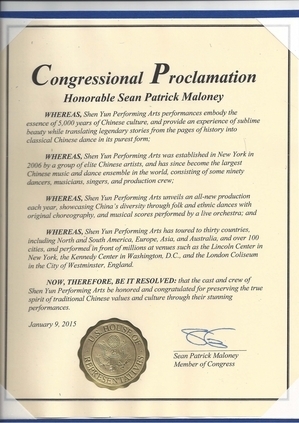 Congressional Proclamation
Honorable Sean Patrick Maloney
WHEREAS, Shen Yun Performing Arts performances embody the
essence of 5,000 years of Chinese culture, and provide an experience of sublime
beauty while translating legendary stories from the pages of history into
classical Chinese dance in its purest form;
WHEREAS, Shen Yun Performing Arts was established in New York in
2006 by a group of elite Chinese artists, and has since become the largest
Chinese music and dance ensemble in the world, consisting of some ninety
dancers, musicians, singers, and production crew;
WHEREAS, Shen Yun Performing Arts unveils an all-new production
each year, showcasing China's diversity through folk and ethnic dances with
original choreography, and musical scores performed by a live orchestra; and
WHEREAS, Shen Yun Performing Arts has toured to thirty countries,
including North and South America, Europe, Asia, and Australia, and over 100
cities, and performed in front of millions at venues such as the Lincoln Center in
New York, the Kennedy Center in Washington, D.C., and the London Coliseum
in the City of Westminster, England.
NOW, THEREFORE, BE IT RESOLVED: that the cast and crew of
Shen Yun Performing Arts be honored and congratulated for preserving the true
spirit of traditional Chinese values and culture through their stunning
performances.
January 9, 2015
U.S. HOUSE OF
REPRESENTATIVES
Sean Patrick Maloney
Member of Congress